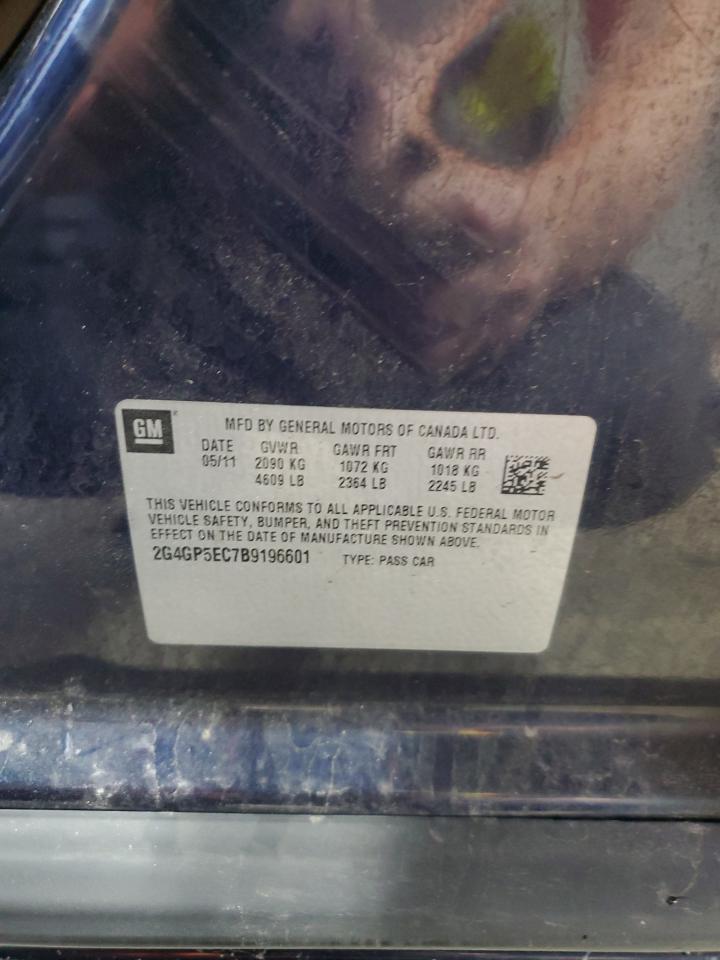 GM
MFD BY GENERAL MOTORS OF CANADA LTD.
DATE GVWR GAWR FRT GAWR RR
05/11 2090 KG 1072 KG 1018 KG
4609 LB 2364 LB 2245 LB
THIS VEHICLE CONFORMS TO ALL APPLICABLE U.S. FEDERAL MOTOR
VEHICLE SAFETY, BUMPER, AND THEFT PREVENTION STANDARDS IN
EFFECT ON THE DATE OF MANUFACTURE SHOWN ABOVE.
2G4GP5EC7B9196601 TYPE: PASS CAR